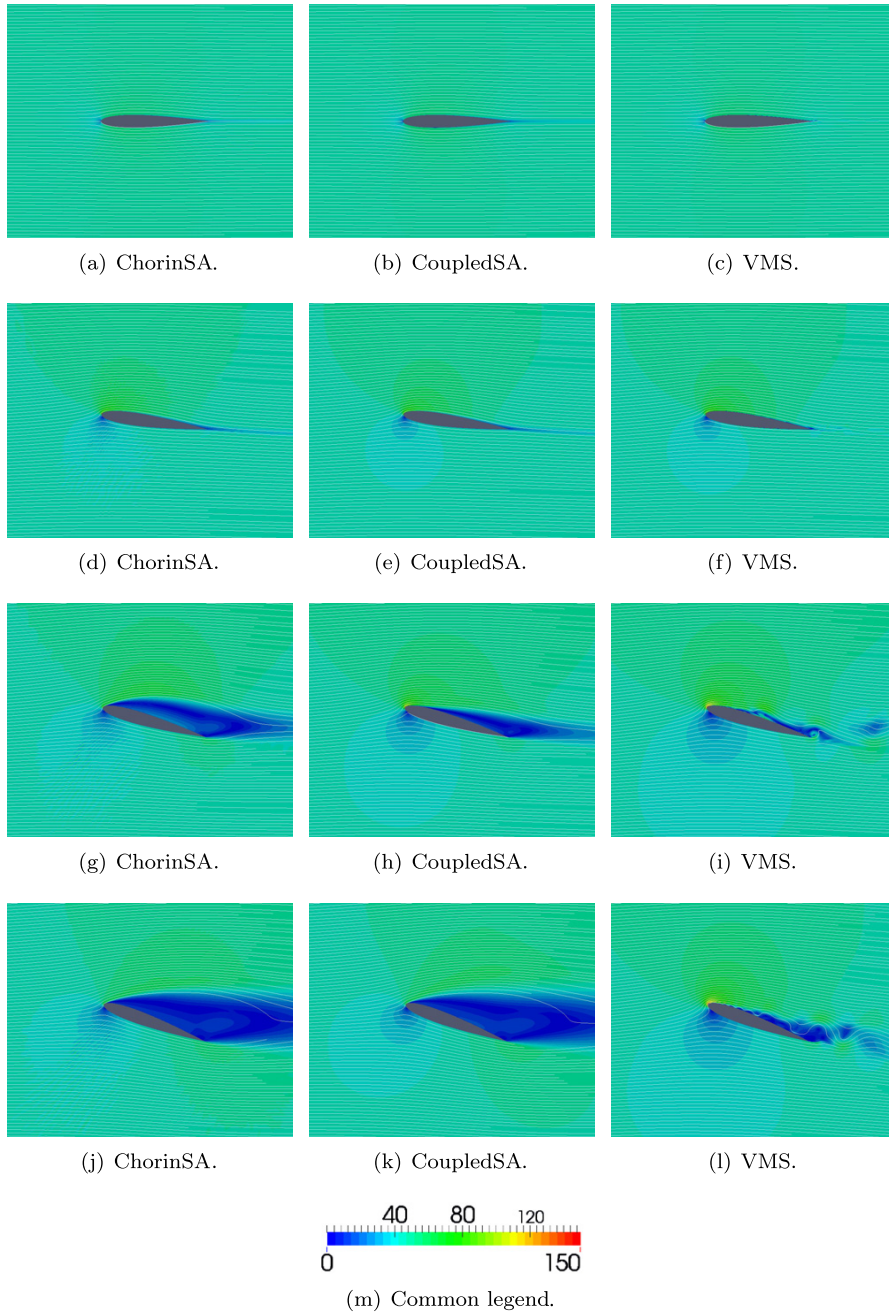 (a) ChorinSA.
(b) CoupledSA.
(c) VMS.
(d) ChorinSA.
(e) CoupledSA.
(f) VMS.
(g) ChorinSA.
(h) CoupledSA.
(i) VMS.
(j) ChorinSA.
(k) CoupledSA.
(l) VMS.
40 80 120
0 150
(m) Common legend.